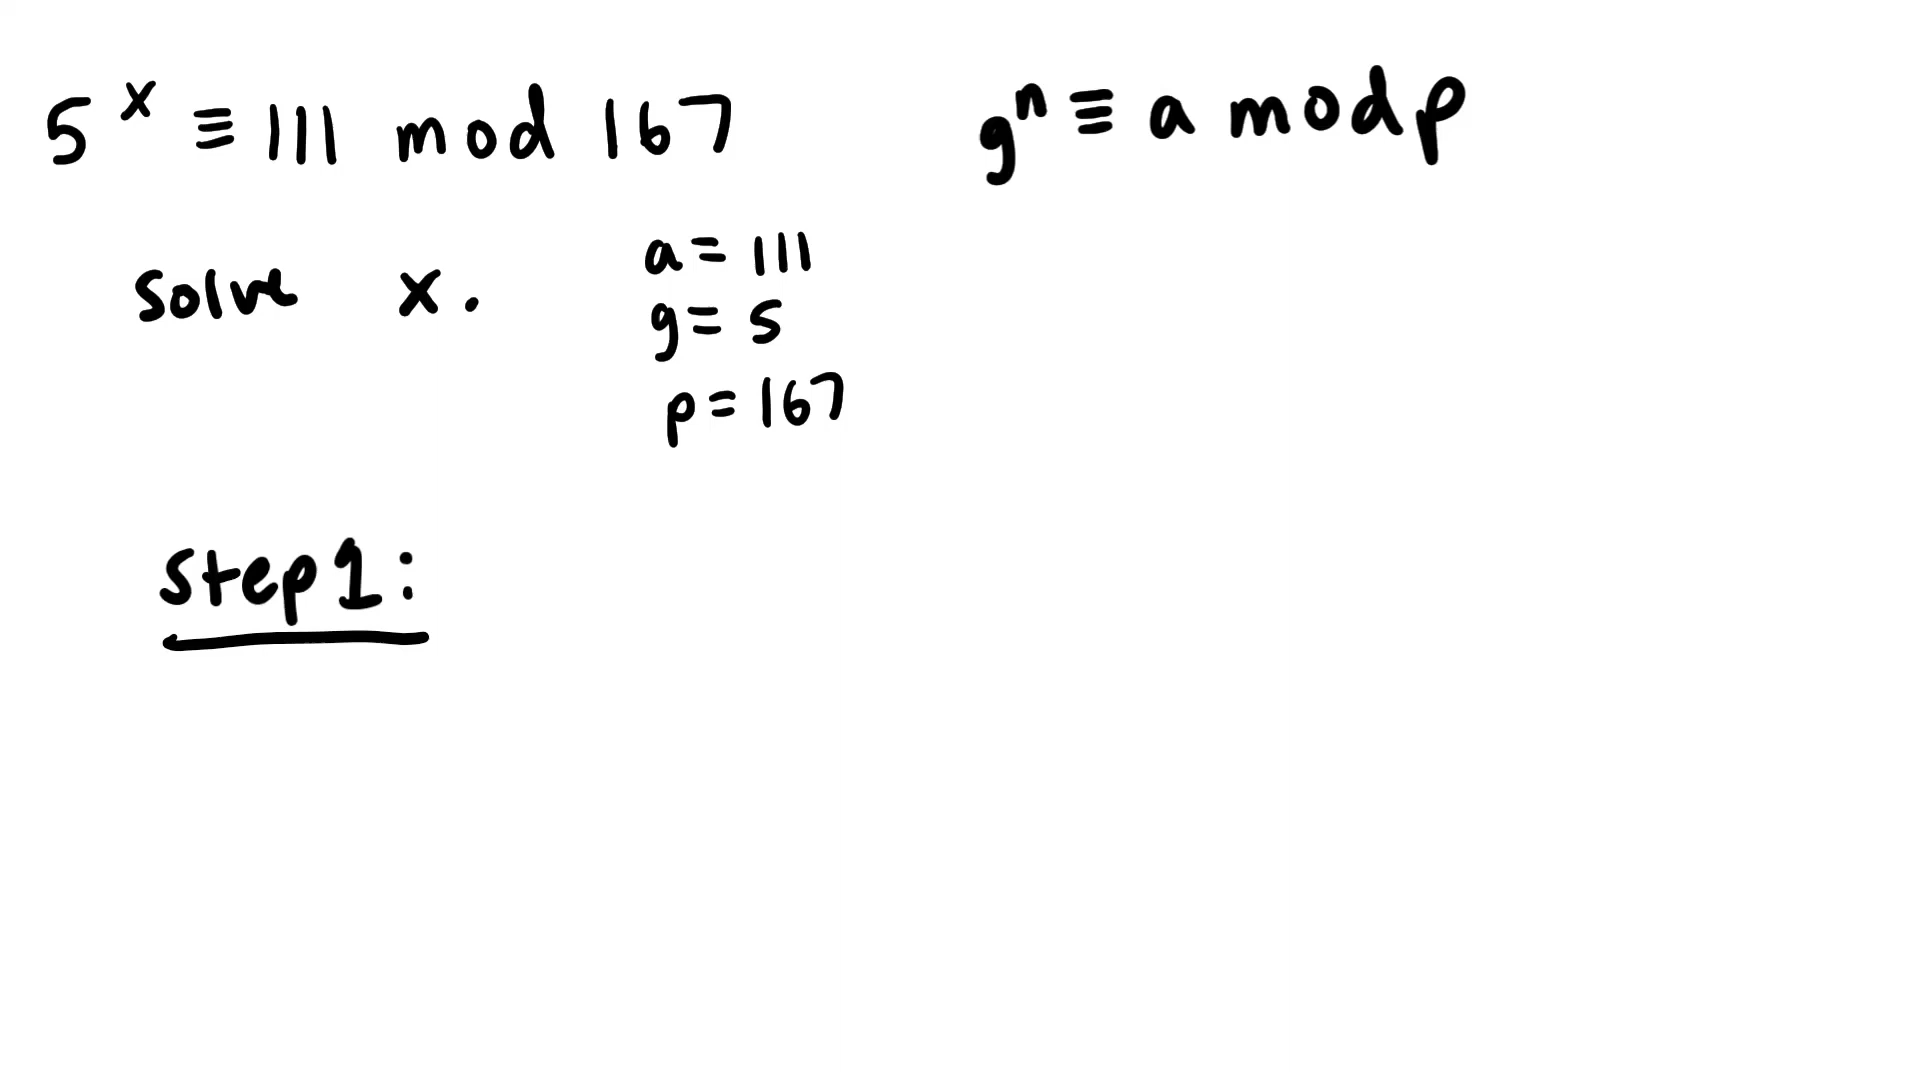 5^x ≡ 111 mod 167
g^n ≡ a mod p
solve x.
a = 111
g = 5
p = 167
Step 1: